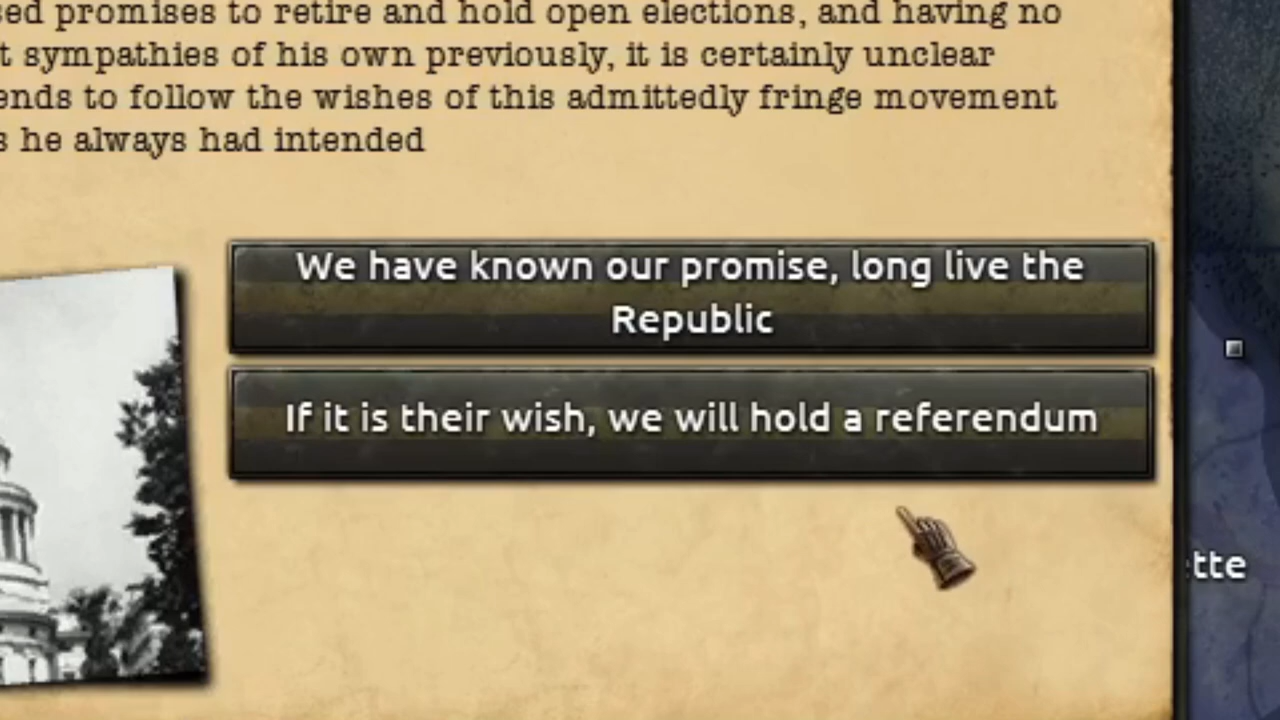 sed promises to retire and hold open elections, and having no
t sympathies of his own previously, it is certainly unclear
ends to follow the wishes of this admittedly fringe movement
s he always had intended
We have known our promise, long live the
Republic
If it is their wish, we will hold a referendum
tte